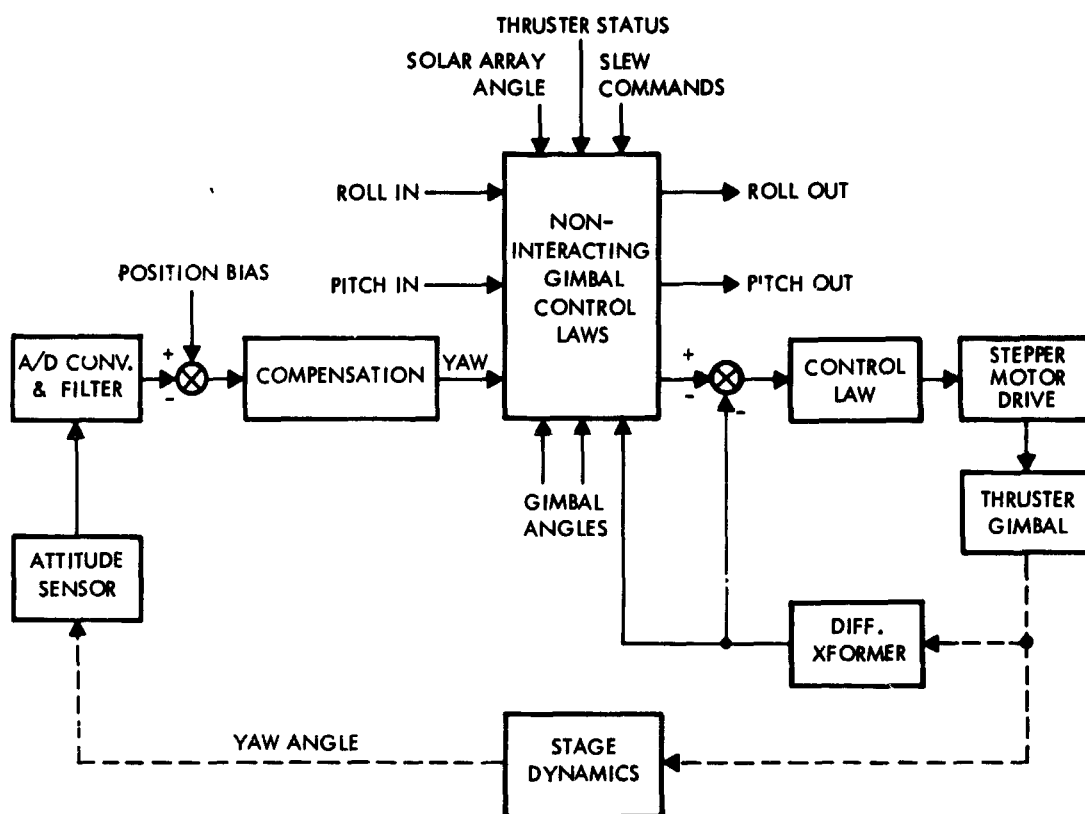 THRUSTER STATUS
SOLAR ARRAY
ANGLE
SLEW
COMMANDS
ROLL IN
PITCH IN
NON-
INTERACTING
GIMBAL
CONTROL
LAWS
ROLL OUT
PITCH OUT
POSITION BIAS
A/D CONV.
& FILTER
+
-
COMPENSATION
YAW
+
-
-
CONTROL
LAW
STEPPER
MOTOR
DRIVE
GIMBAL
ANGLES
THRUSTER
GIMBAL
ATTITUDE
SENSOR
DIFF.
XFORMER
YAW ANGLE
STAGE
DYNAMICS